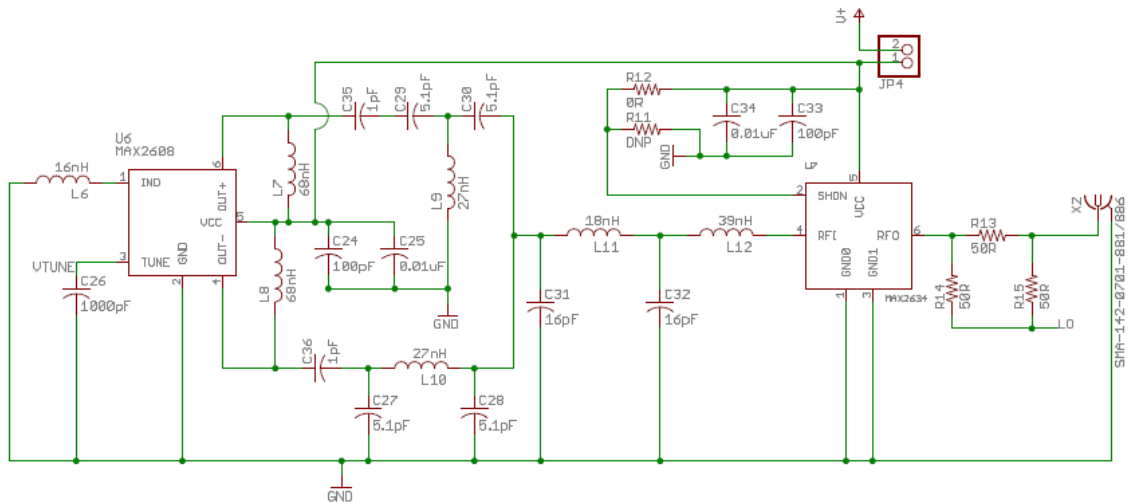 V+
2
1
JP4
R12
0R
R11
DNP
GND
C34
0.01uF
C33
100pF
C35
1pF
C29
5.1pF
C30
5.1pF
U6
MAX2608
16nH
L6
1
IND
6
OUT+
VCC
5
3
TUNE
GND
2
OUT-
4
VTUNE
C26
1000pF
L7
68nH
L8
68nH
L9
27nH
C24
100pF
C25
0.01uF
GND
C36
1pF
27nH
L10
C27
5.1pF
C28
5.1pF
18nH
L11
39nH
L12
C31
16pF
C32
16pF
2
SHDN
5
VCC
4
RFI
RFO
6
GND0
GND1
1
3
MAX2634
R13
50R
R14
50R
R15
50R
LO
X2
SMA-142-0701-881/886
GND